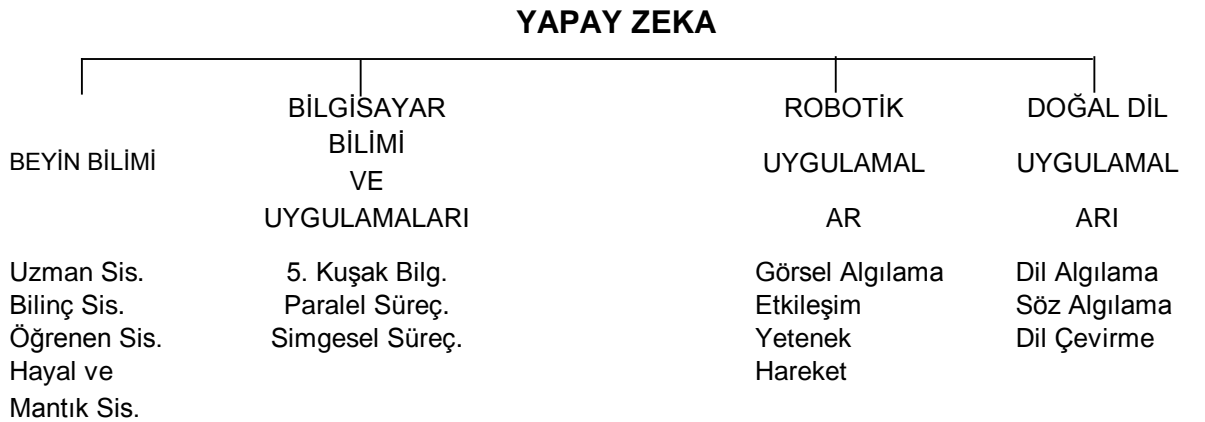 YAPAY ZEKA
BEYİN BİLİMİ
BİLGİSAYAR
BİLİMİ
VE
UYGULAMALARI
ROBOTİK
UYGULAMAL
AR
DOĞAL DİL
UYGULAMAL
ARI
Uzman Sis.
Bilinç Sis.
Öğrenen Sis.
Hayal ve
Mantık Sis.
5. Kuşak Bilg.
Paralel Süreç.
Simgesel Süreç.
Görsel Algılama
Etkileşim
Yetenek
Hareket
Dil Algılama
Söz Algılama
Dil Çevirme